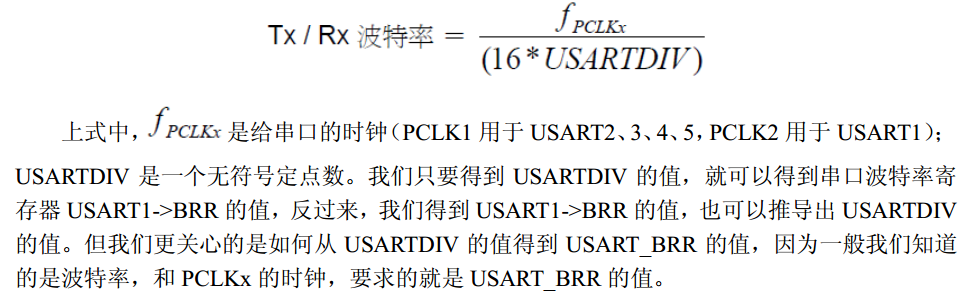 Tx / Rx 波特率 = f PCLKx / (16 * USARTDIV)
上式中，f PCLKx 是给串口的时钟（PCLK1 用于 USART2、3、4、5，PCLK2 用于 USART1）；
USARTDIV 是一个无符号定点数。我们只要得到 USARTDIV 的值，就可以得到串口波特率寄
存器 USART1->BRR 的值，反过来，我们得到 USART1->BRR 的值，也可以推导出 USARTDIV
的值。但我们更关心的是如何从 USARTDIV 的值得到 USART_BRR 的值，因为一般我们知道
的是波特率，和 PCLKx 的时钟，要求的就是 USART_BRR 的值。